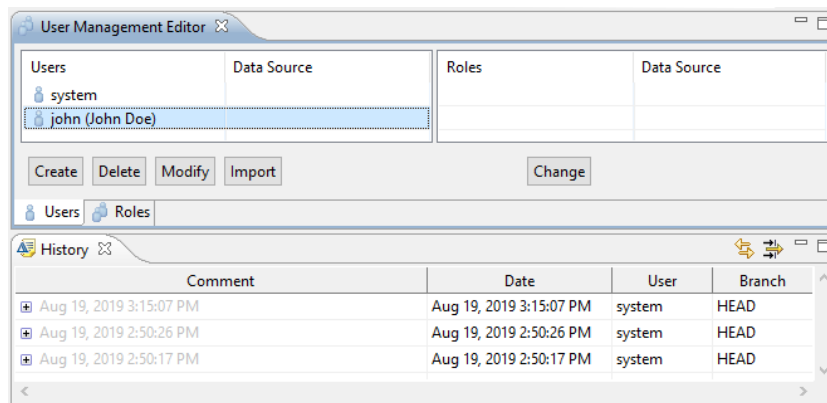 User Management Editor
Users Data Source Roles Data Source
system
john (John Doe)
Create Delete Modify Import Change
Users Roles
History
Comment Date User Branch
Aug 19, 2019 3:15:07 PM Aug 19, 2019 3:15:07 PM system HEAD
Aug 19, 2019 2:50:26 PM Aug 19, 2019 2:50:26 PM system HEAD
Aug 19, 2019 2:50:17 PM Aug 19, 2019 2:50:17 PM system HEAD